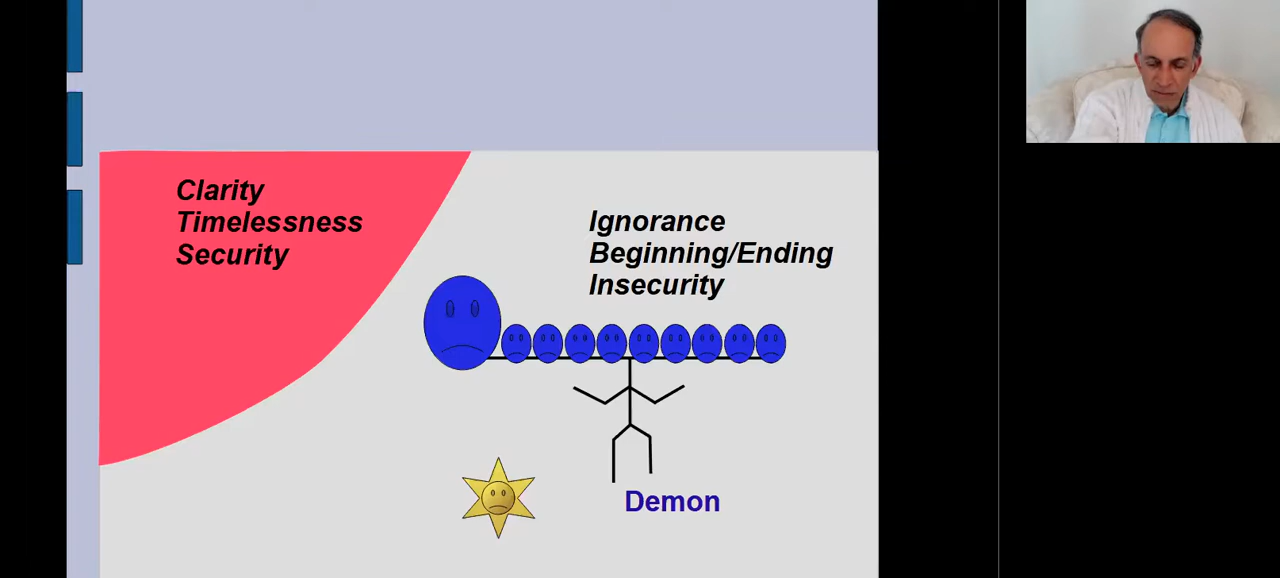 Clarity
Timelessness
Security
Ignorance
Beginning/Ending
Insecurity
Demon